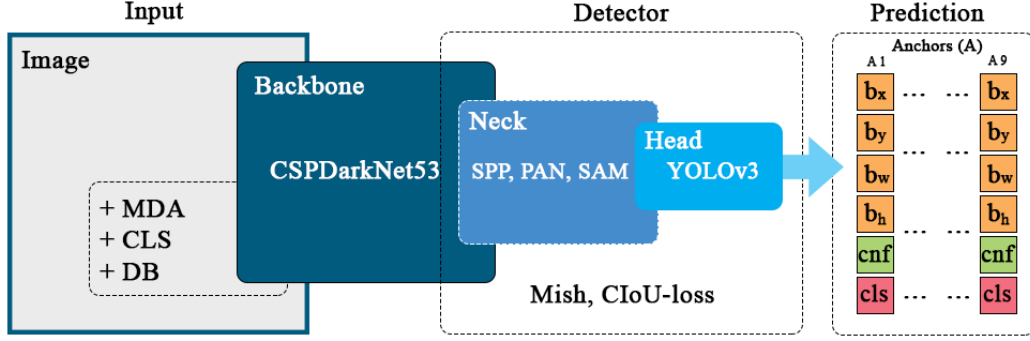 Input
Detector
Prediction
Image
Backbone
CSPDarkNet53
+ MDA
+ CLS
+ DB
Neck
SPP, PAN, SAM
Head
YOLOv3
Mish, CIoU-loss
Anchors (A)
A 1 A 9
bx ... ... bx
by ... ... by
bw bw
bh ... ... bh
cnf cnf
cls ... ... cls